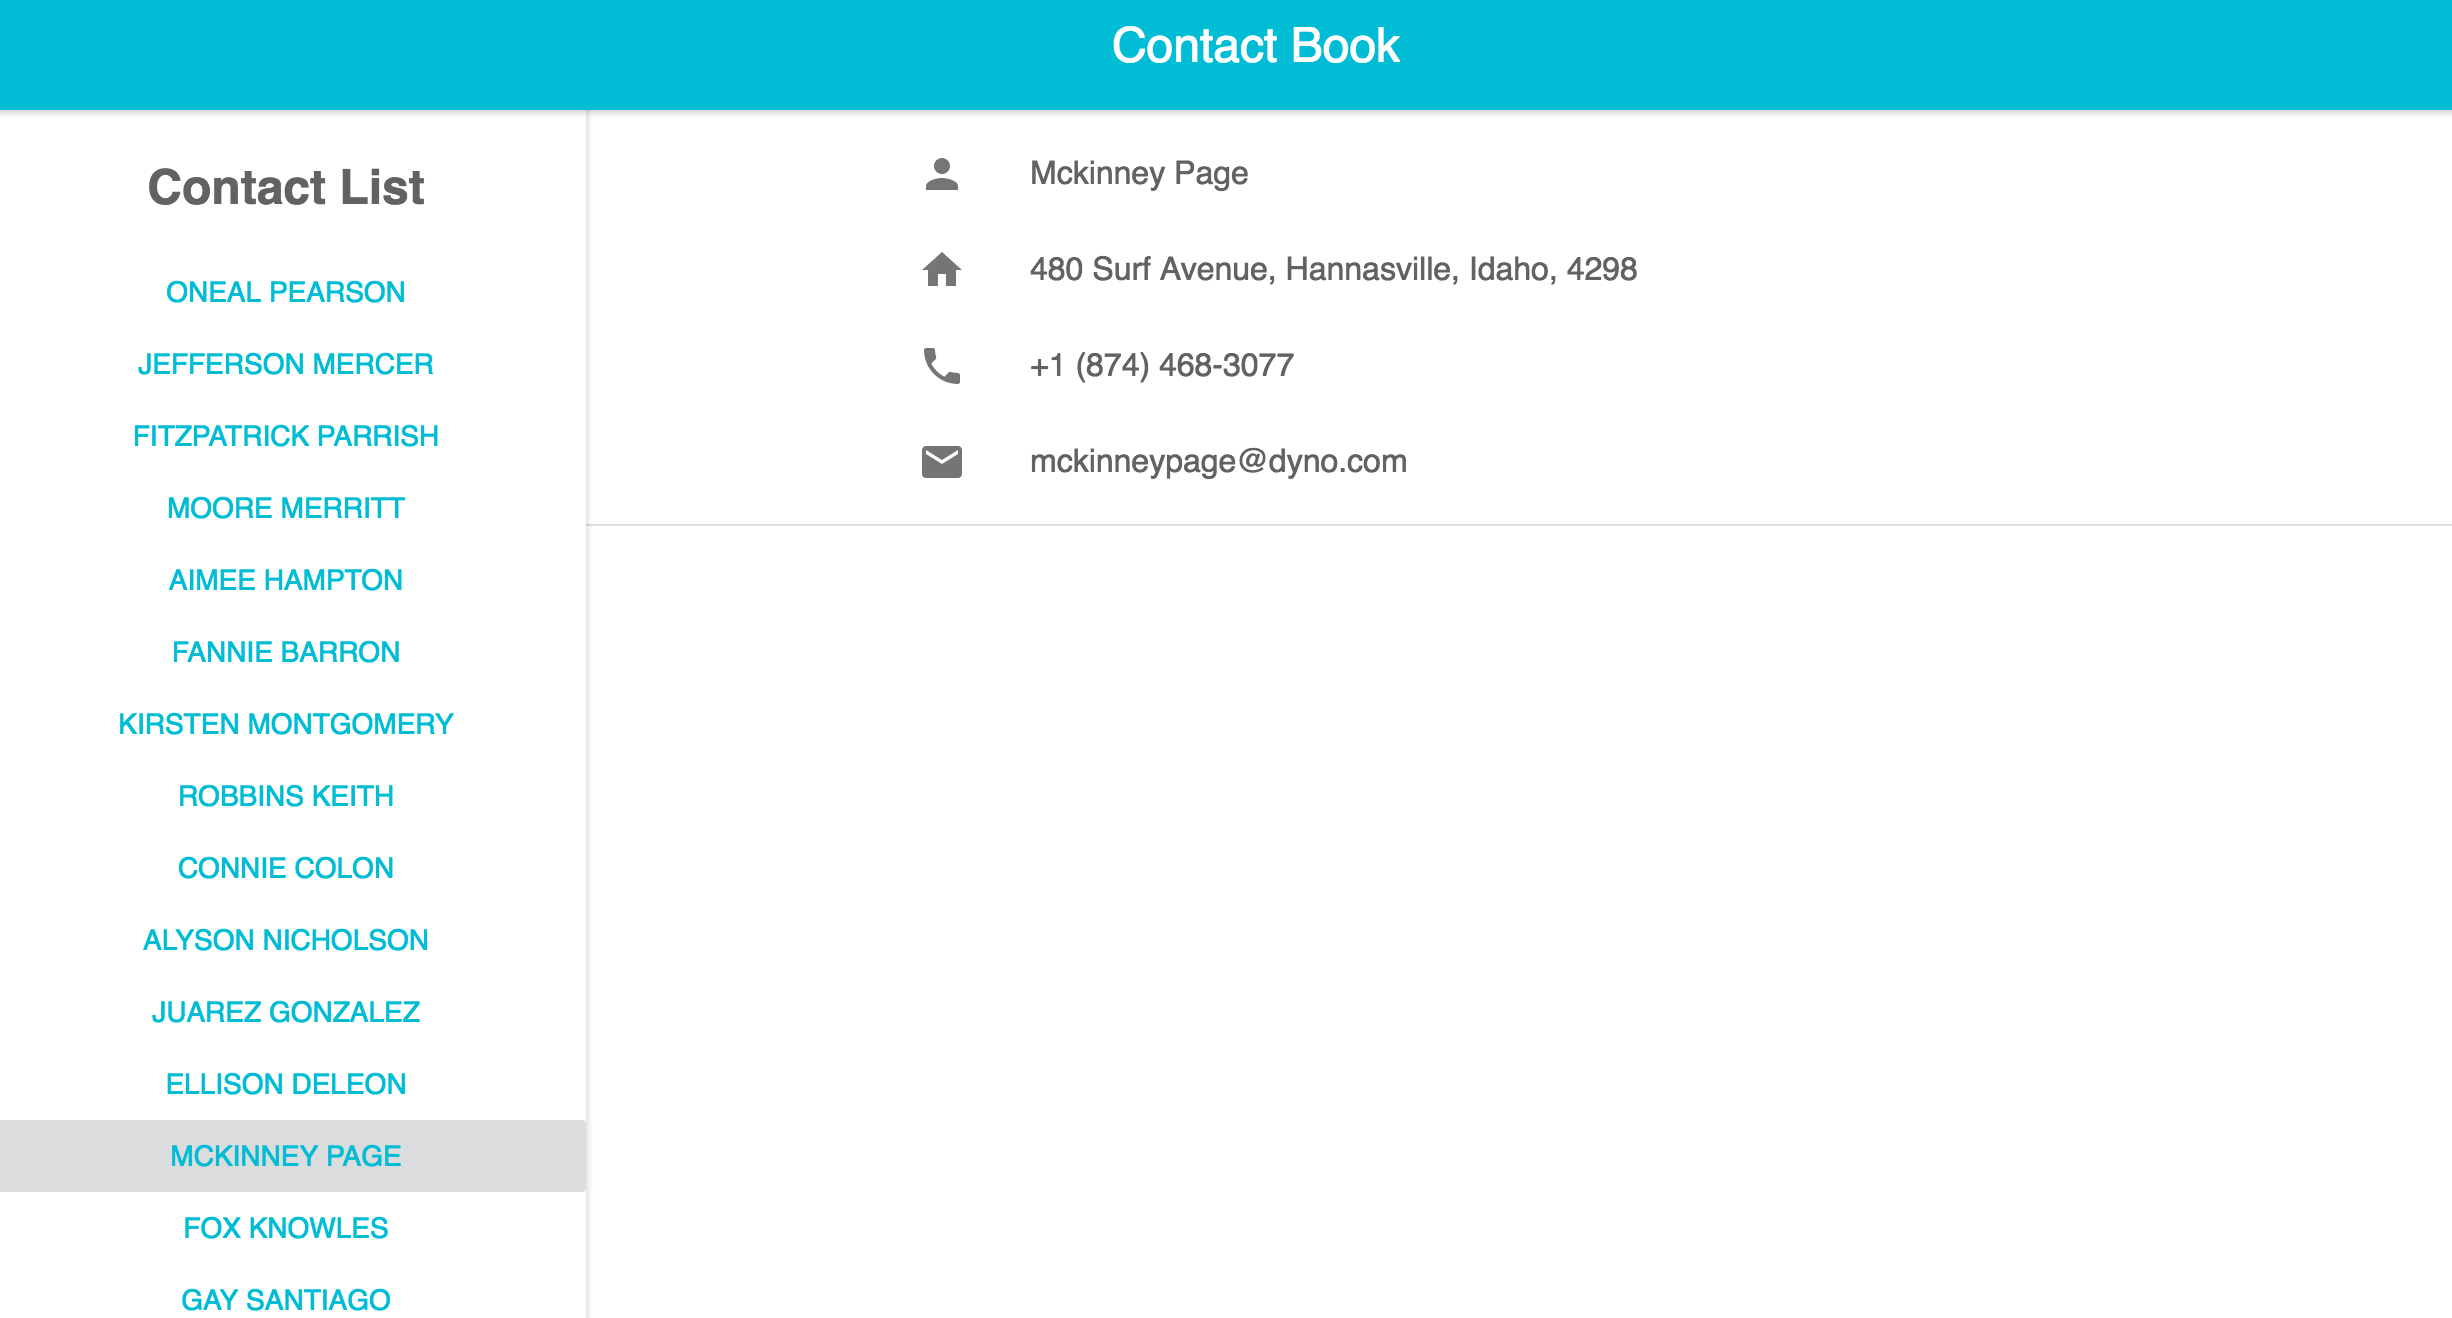 Contact Book
Contact List
ONEAL PEARSON
JEFFERSON MERCER
FITZPATRICK PARRISH
MOORE MERRITT
AIMEE HAMPTON
FANNIE BARRON
KIRSTEN MONTGOMERY
ROBBINS KEITH
CONNIE COLON
ALYSON NICHOLSON
JUAREZ GONZALEZ
ELLISON DELEON
MCKINNEY PAGE
FOX KNOWLES
GAY SANTIAGO
Mckinney Page
480 Surf Avenue, Hannasville, Idaho, 4298
+1 (874) 468-3077
mckinneypage@dyno.com